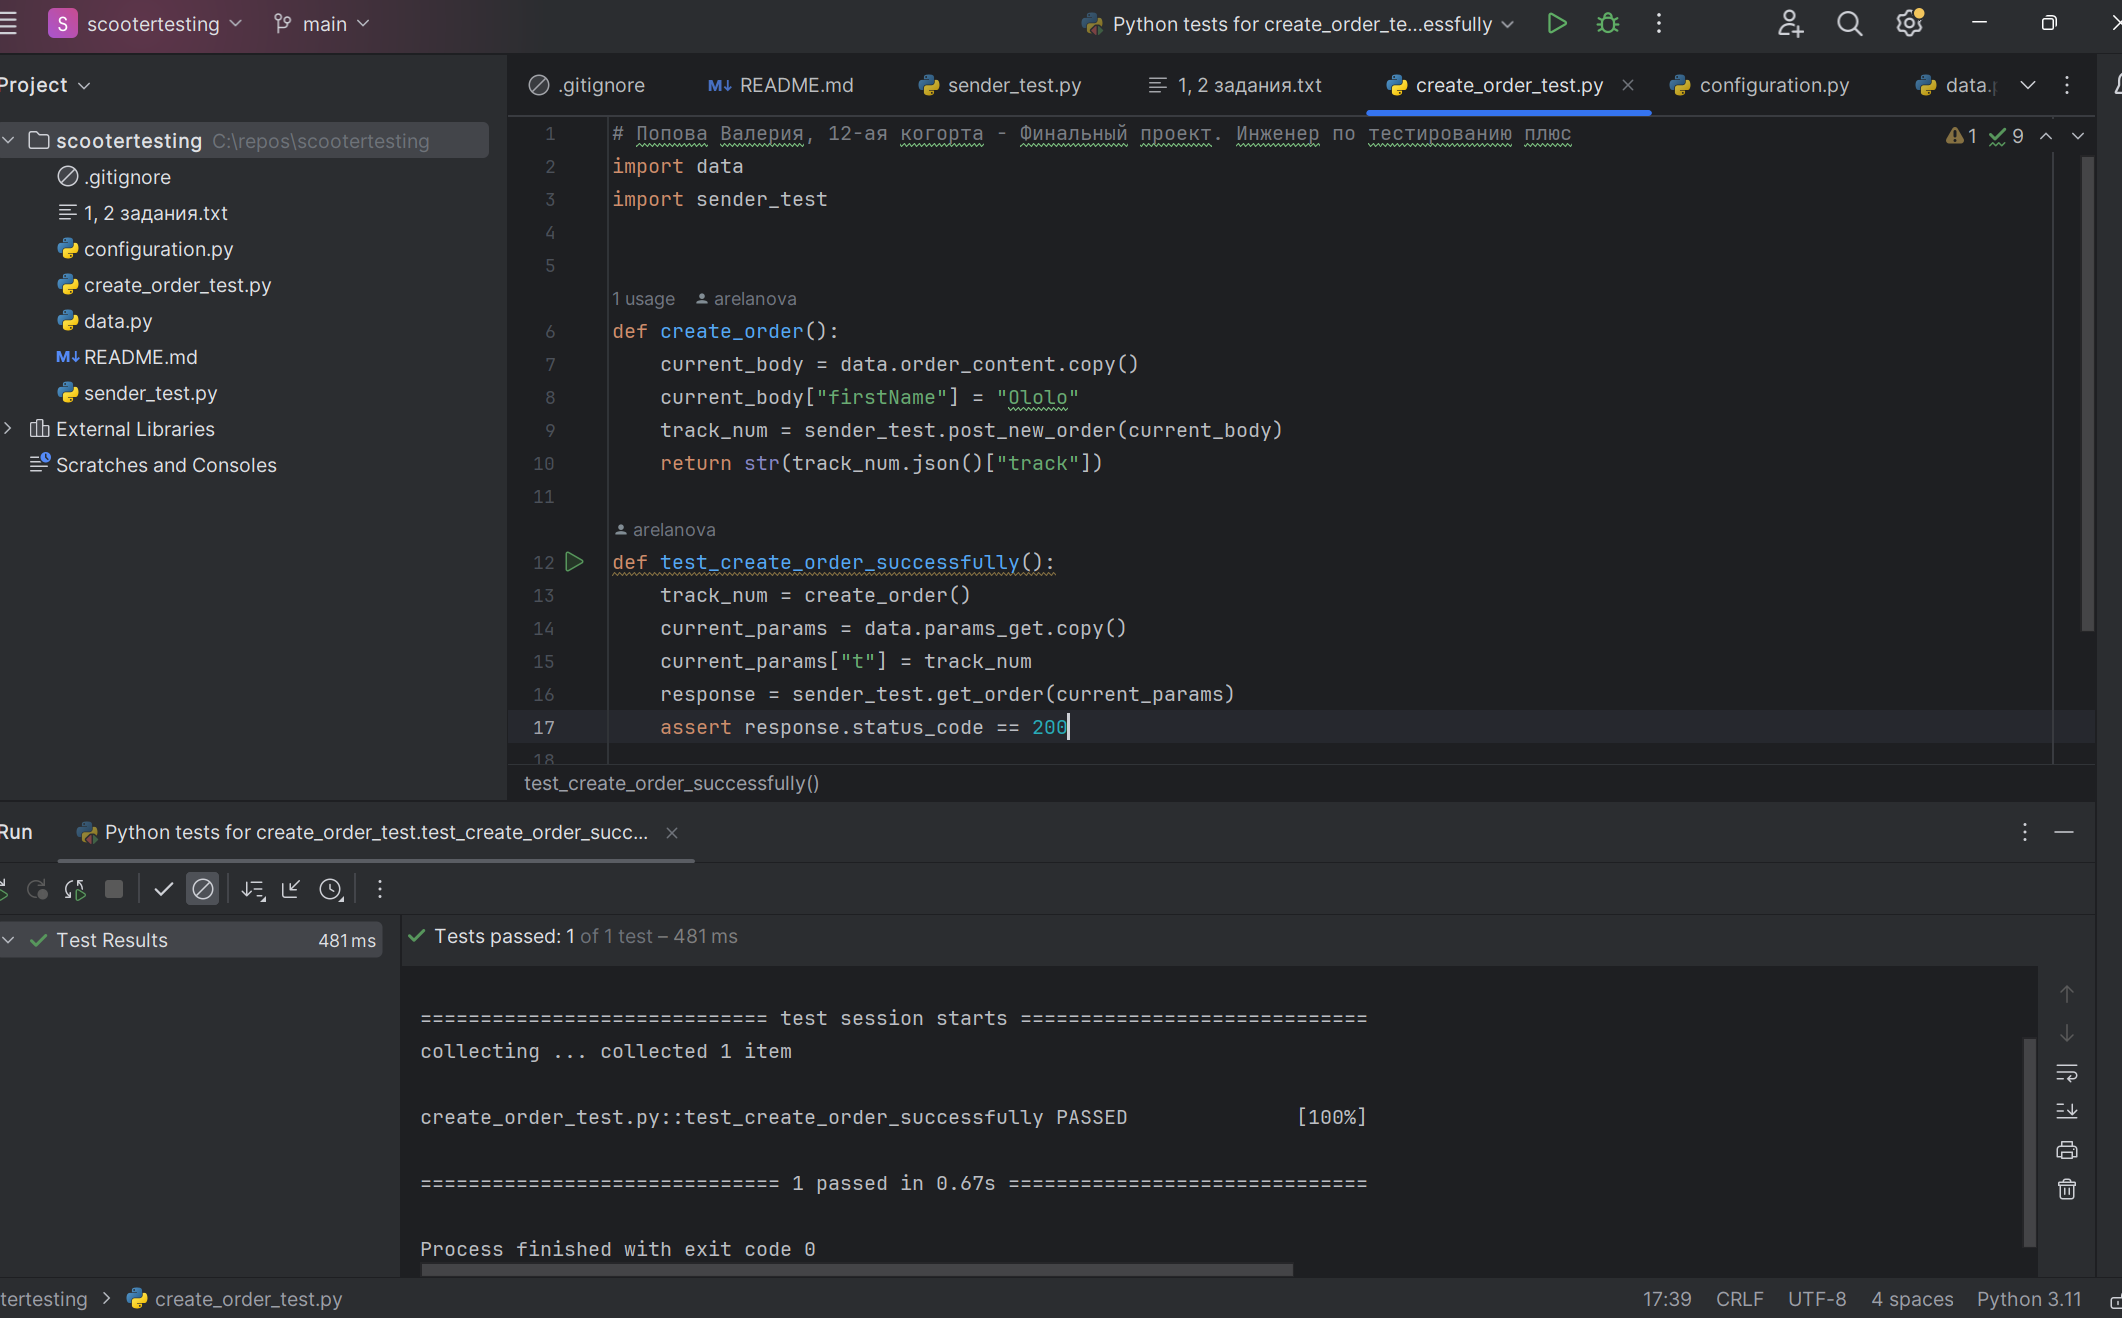 S scootertesting main Python tests for create_order_te...essfully
Project
.gitignore README.md sender_test.py 1, 2 задания.txt create_order_test.py configuration.py data.
scootertesting C:\repos\scootertesting
.gitignore
1, 2 задания.txt
configuration.py
create_order_test.py
data.py
README.md
sender_test.py
External Libraries
Scratches and Consoles
1 # Попова Валерия, 12-ая когорта - Финальный проект. Инженер по тестированию плюс
1 9
2 import data
3 import sender_test
4
5
1 usage arelanova
6 def create_order():
7 current_body = data.order_content.copy()
8 current_body["firstName"] = "Ololo"
9 track_num = sender_test.post_new_order(current_body)
10 return str(track_num.json()["track"])
11
arelanova
12 def test_create_order_successfully():
13 track_num = create_order()
14 current_params = data.params_get.copy()
15 current_params["t"] = track_num
16 response = sender_test.get_order(current_params)
17 assert response.status_code == 200
18
test_create_order_successfully()
Run Python tests for create_order_test.test_create_order_succ...
Test Results 481 ms
Tests passed: 1 of 1 test – 481 ms
============================= test session starts =============================
collecting ... collected 1 item
create_order_test.py::test_create_order_successfully PASSED [100%]
============================== 1 passed in 0.67s ==============================
Process finished with exit code 0
tertesting create_order_test.py
17:39 CRLF UTF-8 4 spaces Python 3.11